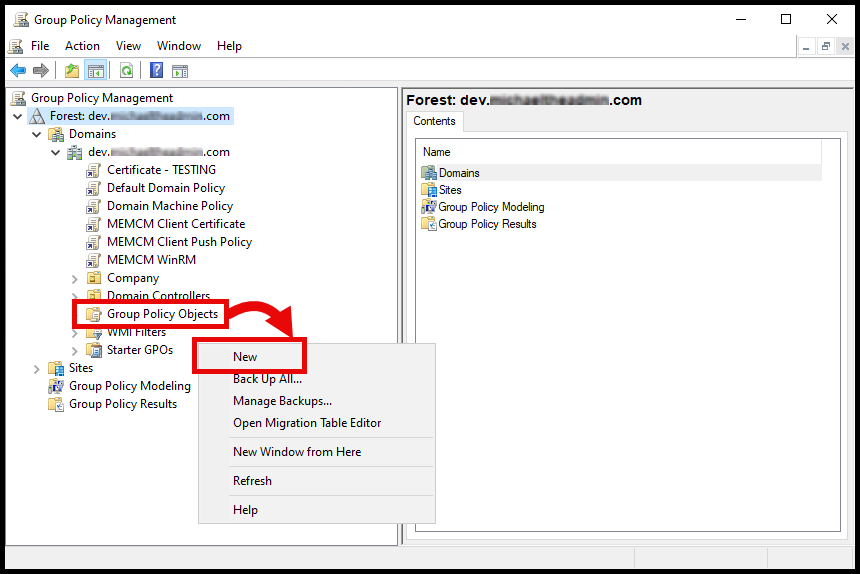 Group Policy Management
File Action View Window Help
Group Policy Management
Forest: dev. .com
Domains
dev. .com
Certificate - TESTING
Default Domain Policy
Domain Machine Policy
MEMCM Client Certificate
MEMCM Client Push Policy
MEMCM WinRM
Company
Domain Controllers
Group Policy Objects
WMI Filters
Starter GPOs
Sites
Group Policy Modeling
Group Policy Results
New
Back Up All...
Manage Backups...
Open Migration Table Editor
New Window from Here
Refresh
Help
Forest: dev. .com
Contents
Name
Domains
Sites
Group Policy Modeling
Group Policy Results